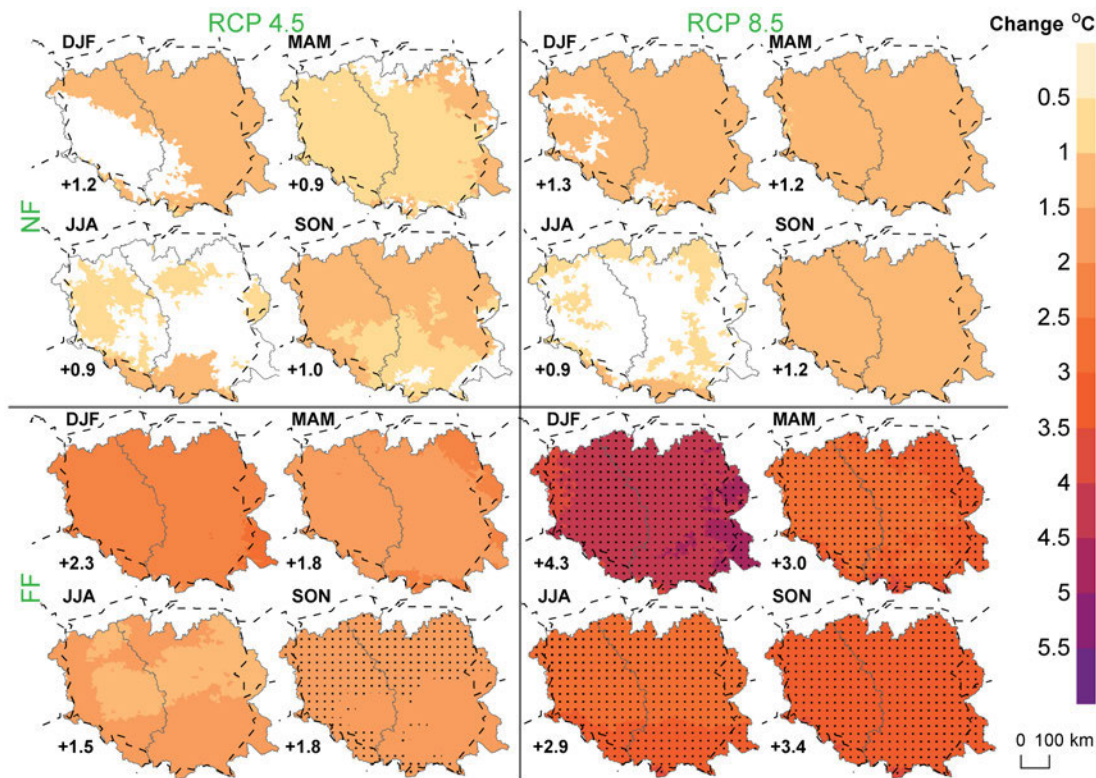 RCP 4.5
RCP 8.5
Change °C
DJF
MAM
DJF
MAM
+1.2
+0.9
+1.3
+1.2
NF
JJA
SON
JJA
SON
+0.9
+1.0
+0.9
+1.2
DJF
MAM
DJF
MAM
+2.3
+1.8
+4.3
+3.0
FF
JJA
SON
JJA
SON
+1.5
+1.8
+2.9
+3.4
0.5
1
1.5
2
2.5
3
3.5
4
4.5
5
5.5
0 100 km